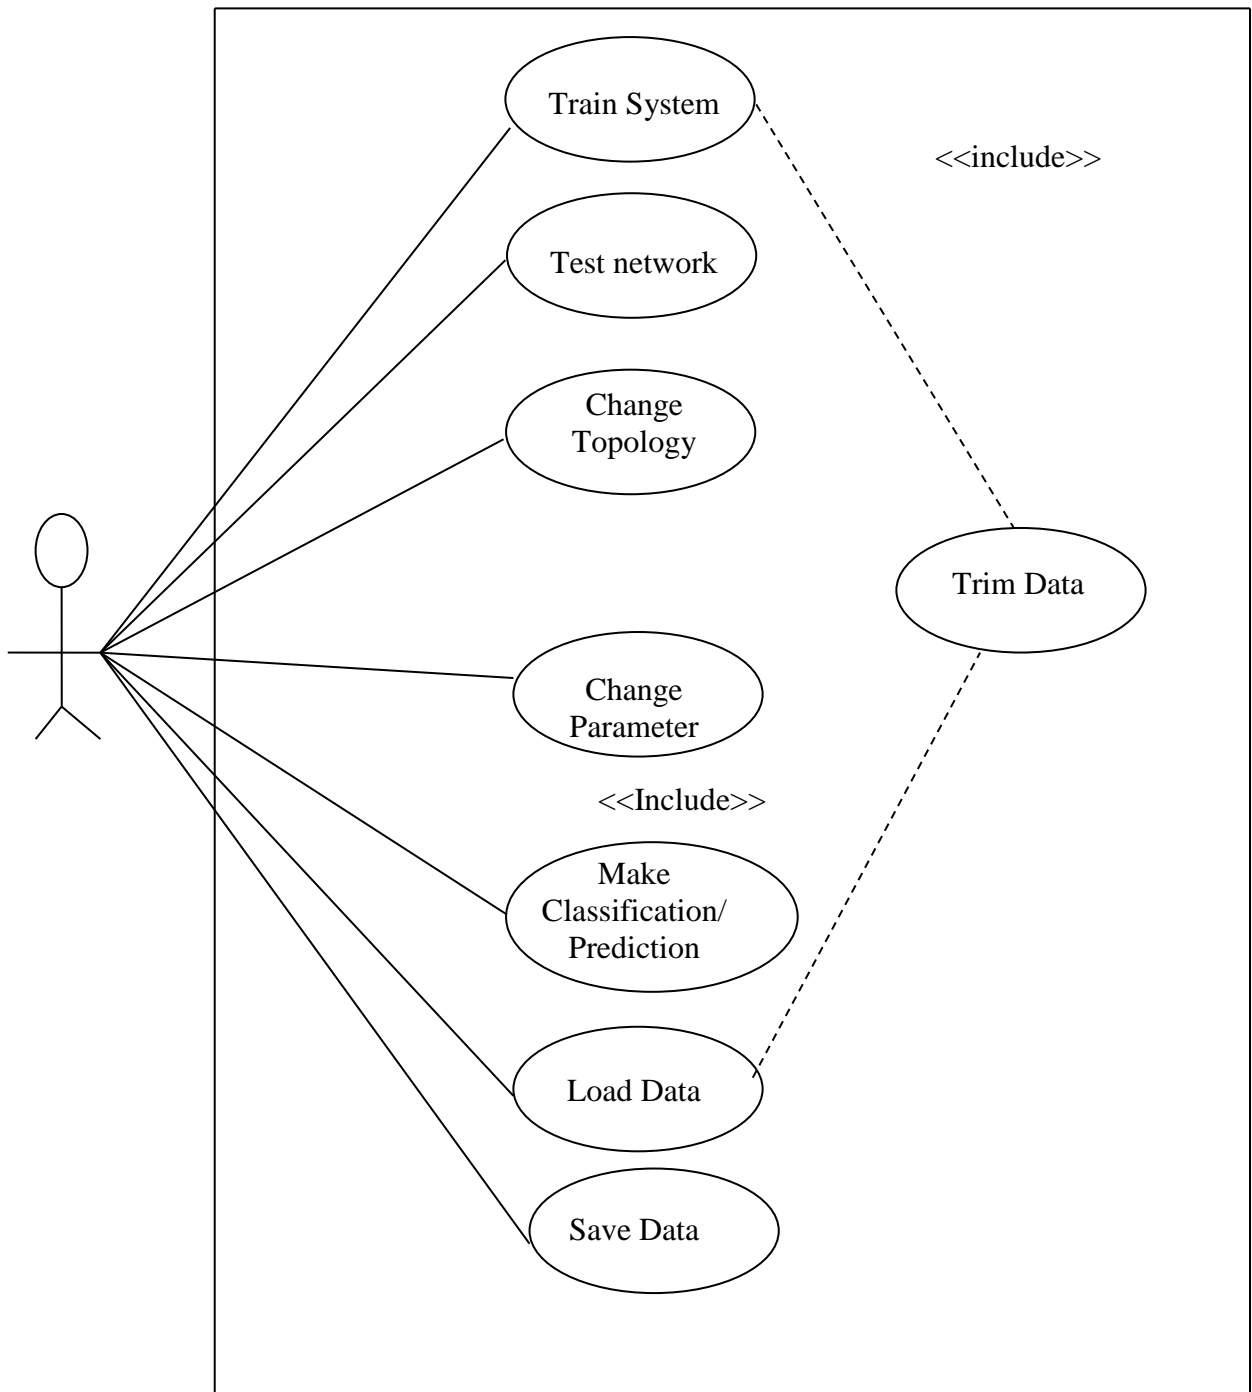 Train System
<<include>>
Test network
Change
Topology
Trim Data
Change
Parameter
<<Include>>
Make
Classification/
Prediction
Load Data
Save Data